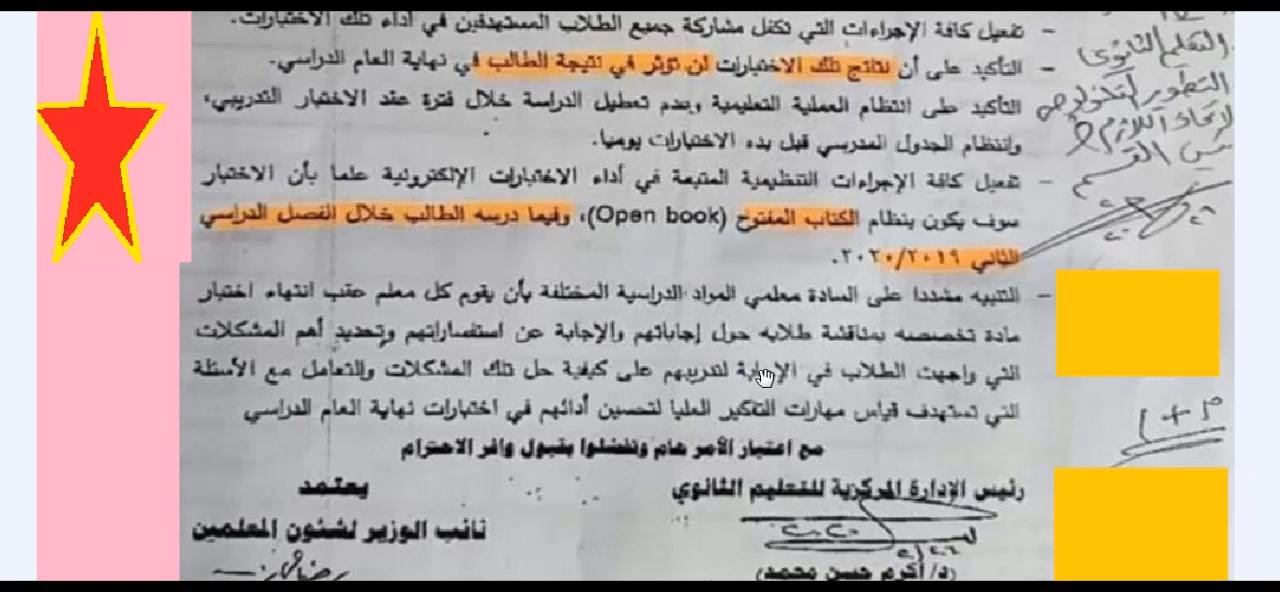 تفعيل كافة الإجراءات التي تكفل مشاركة جميع الطلاب المستهدفين في أداء تلك الاختبارات.
- التأكيد على أن نتائج تلك الاختبارات لن تؤثر في نتيجة الطالب في نهاية العام الدراسي.
التأكيد على انتظام العملية التعليمية وبعدم تعطيل الدراسة خلال فترة عقد الاختبار التدريبي،
وانتظام الجدول المدرسي قبل بدء الاختبارات يوميا.
- تفعيل كافة الإجراءات التنظيمية المتبعة في أداء الاختبارات الإلكترونية علما بأن الاختبار
سوف يكون بنظام الكتاب المفتوح (Open book)، وفيما درسه الطالب خلال الفصل الدراسي
الثاني ٢٠٢٠/٢٠١٩.
- التنبيه مشددا على السادة معلمي المواد الدراسية المختلفة بأن يقوم كل معلم عقب انتهاء اختبار
مادة تخصصه بمناقشة طلابه حول إجاباتهم والإجابة عن استفساراتهم وتحديد أهم المشكلات
التي واجهت الطلاب في الإجابة لتدريبهم على كيفية حل تلك المشكلات والتعامل مع الأسئلة
التي تستهدف قياس مهارات التفكير العليا لتحسين أدائهم في اختبارات نهاية العام الدراسي
مع اعتبار الأمر هام وتفضلوا بقبول وافر الاحترام
رئيس الإدارة المركزية للتعليم الثانوي
يعتمد
نائب الوزير لشئون المعلمين
(د/ أكرم حسن محمد)
التعليم الثانوي